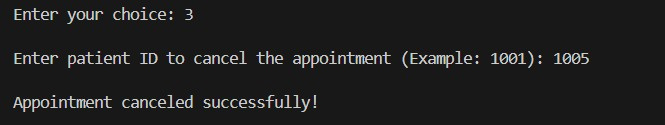 Enter your choice: 3
Enter patient ID to cancel the appointment (Example: 1001): 1005
Appointment canceled successfully!